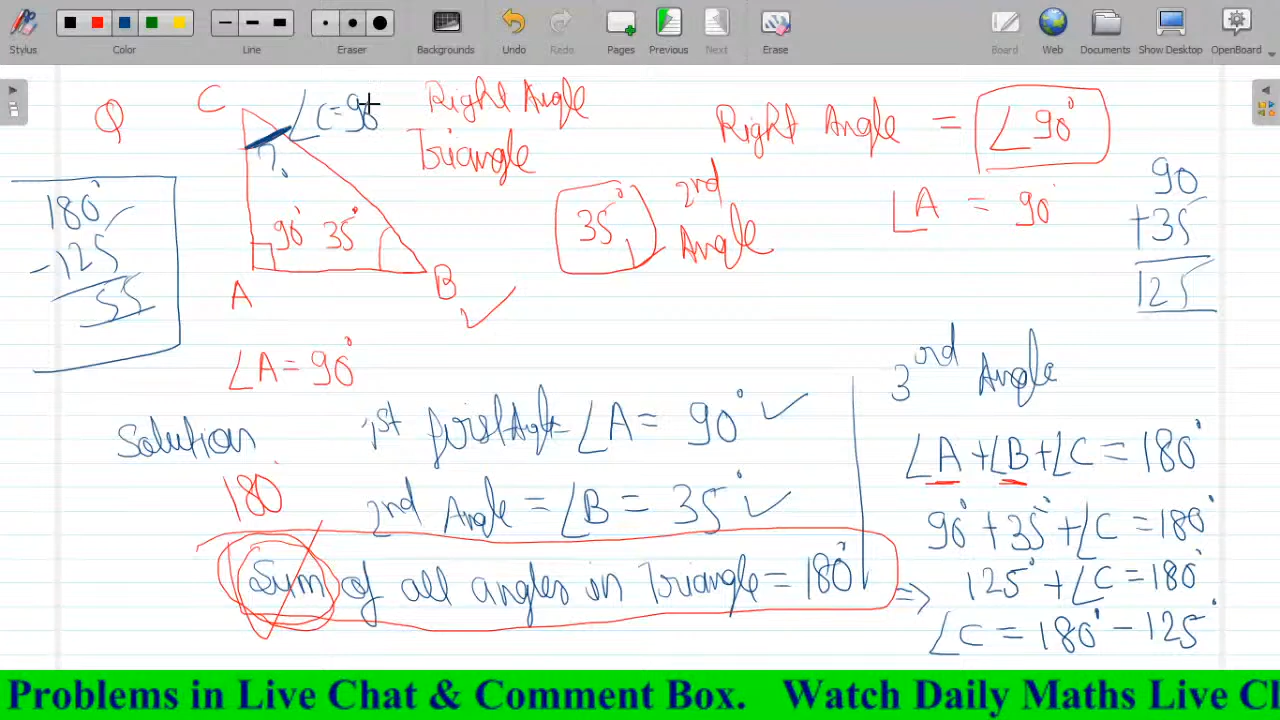 Stylus Color Line Eraser Backgrounds Undo Redo Pages Previous Next Erase Board Web Documents Show Desktop OpenBoard
Q
C
∠C=90
Right Angle
Triangle
Right Angle = ∠90°
∠A = 90°
90
+35
125
180°
-125
55
?
90° 35°
A
B
35°
2nd
Angle
∠A = 90°
Solution
1st first Angle = ∠A = 90° ✓
180
2nd Angle = ∠B = 35° ✓
Sum of all angles in Triangle = 180°
3rd Angle
∠A+∠B+∠C = 180°
90°+35°+∠C = 180°
⇒ 125°+∠C = 180°
∠C = 180° - 125°
Problems in Live Chat & Comment Box. Watch Daily Maths Live C